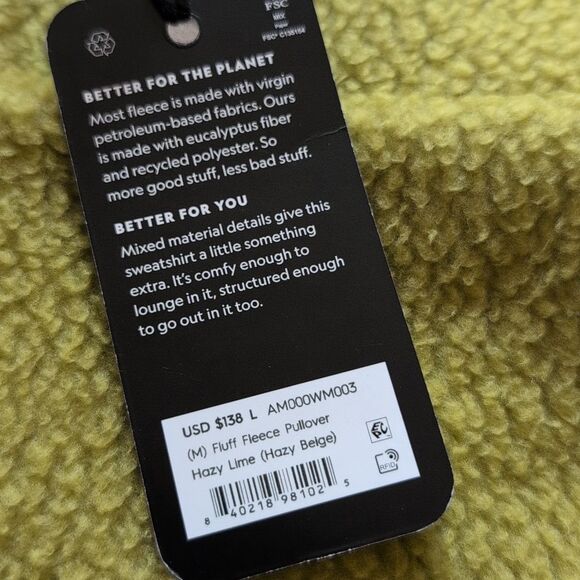 FSC
MIX
Paper
FSC® C138164
BETTER FOR THE PLANET
Most fleece is made with virgin
petroleum-based fabrics. Ours
is made with eucalyptus fiber
and recycled polyester. So
more good stuff, less bad stuff.
BETTER FOR YOU
Mixed material details give this
sweatshirt a little something
extra. It's comfy enough to
lounge in it, structured enough
to go out in it too.
USD $138 L AM000WM003
(M) Fluff Fleece Pullover
Hazy Lime (Hazy Beige)
8 40218 98102 5
RFID